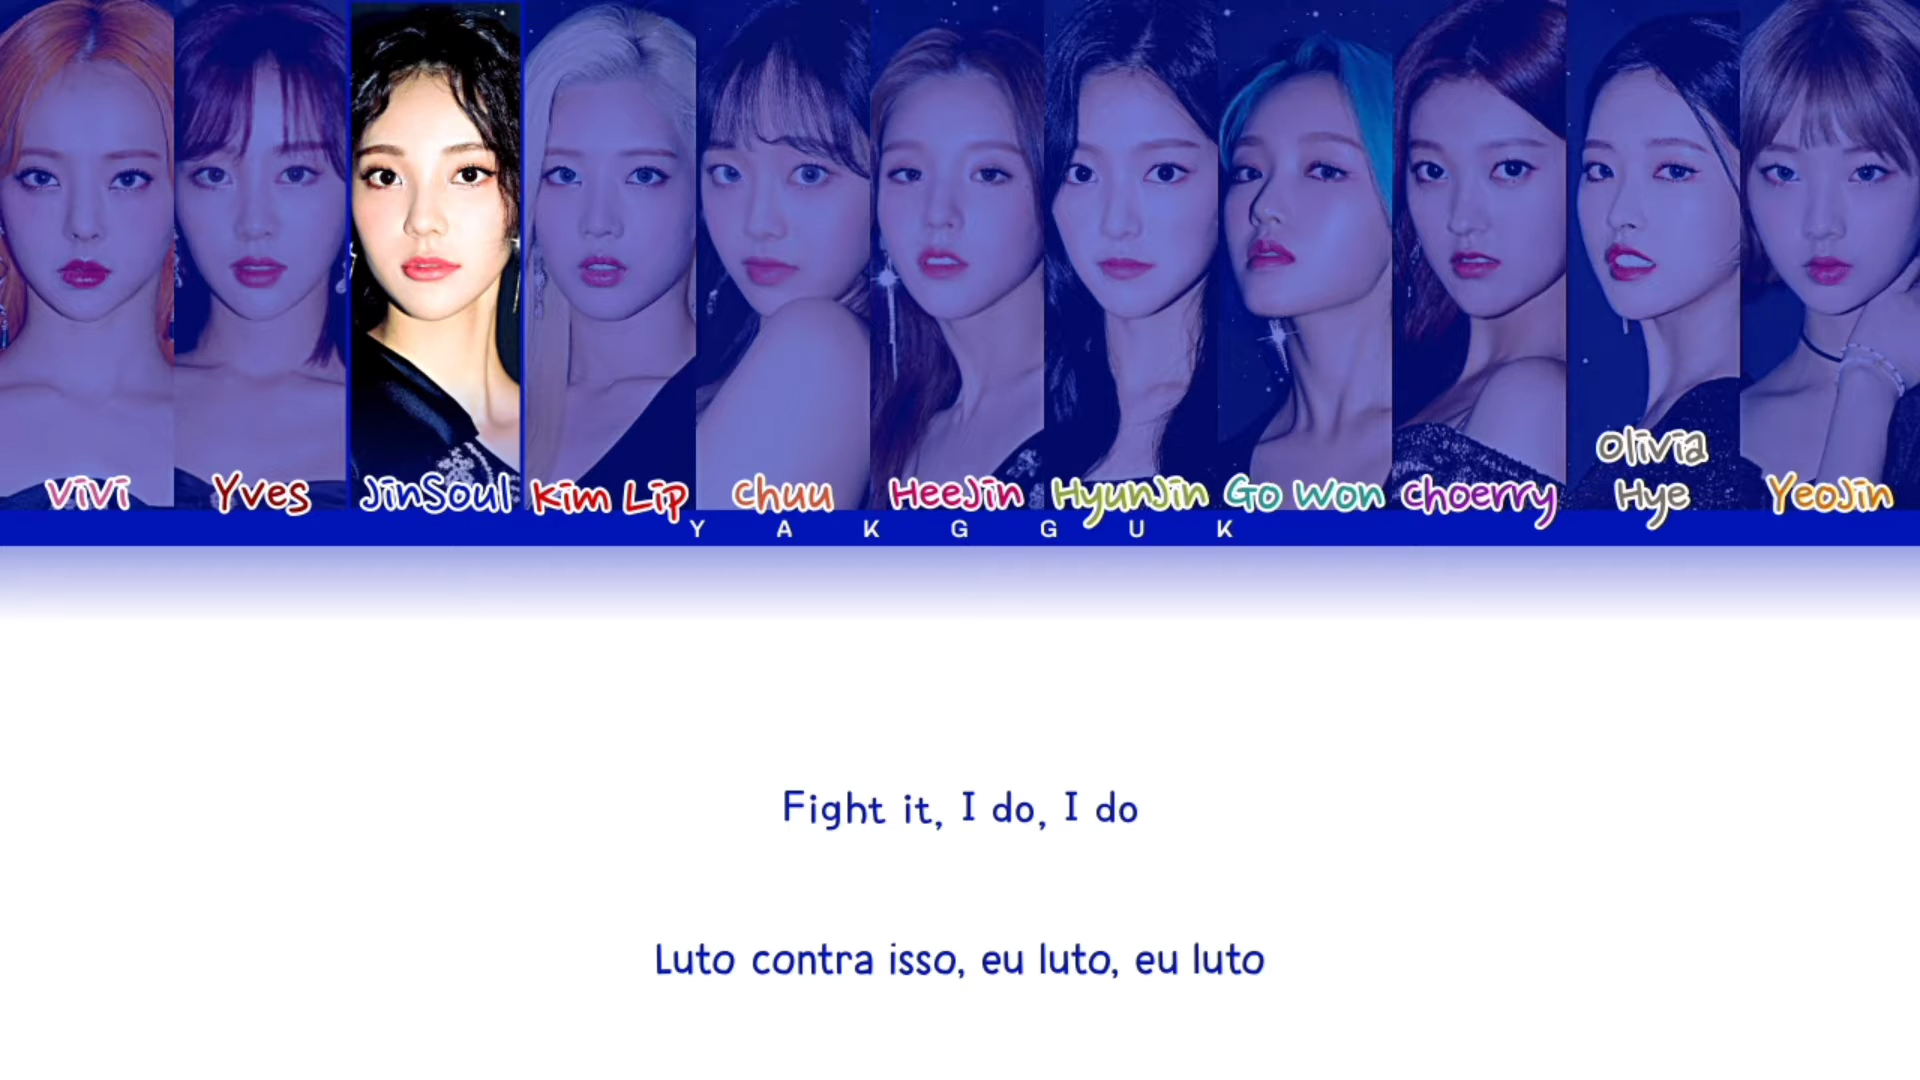 ViVi
Yves
JinSoul
Kim Lip
Chuu
HeeJin
HyunJin
Go Won
Choerry
Olivia
Hye
YeoJin
YAKGGUK
Fight it, I do, I do
Luto contra isso, eu luto, eu luto